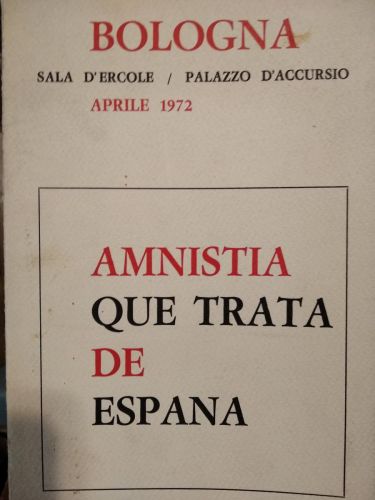 BOLOGNA
SALA D'ERCOLE / PALAZZO D'ACCURSIO
APRILE 1972
AMNISTIA
QUE TRATA
DE
ESPANA